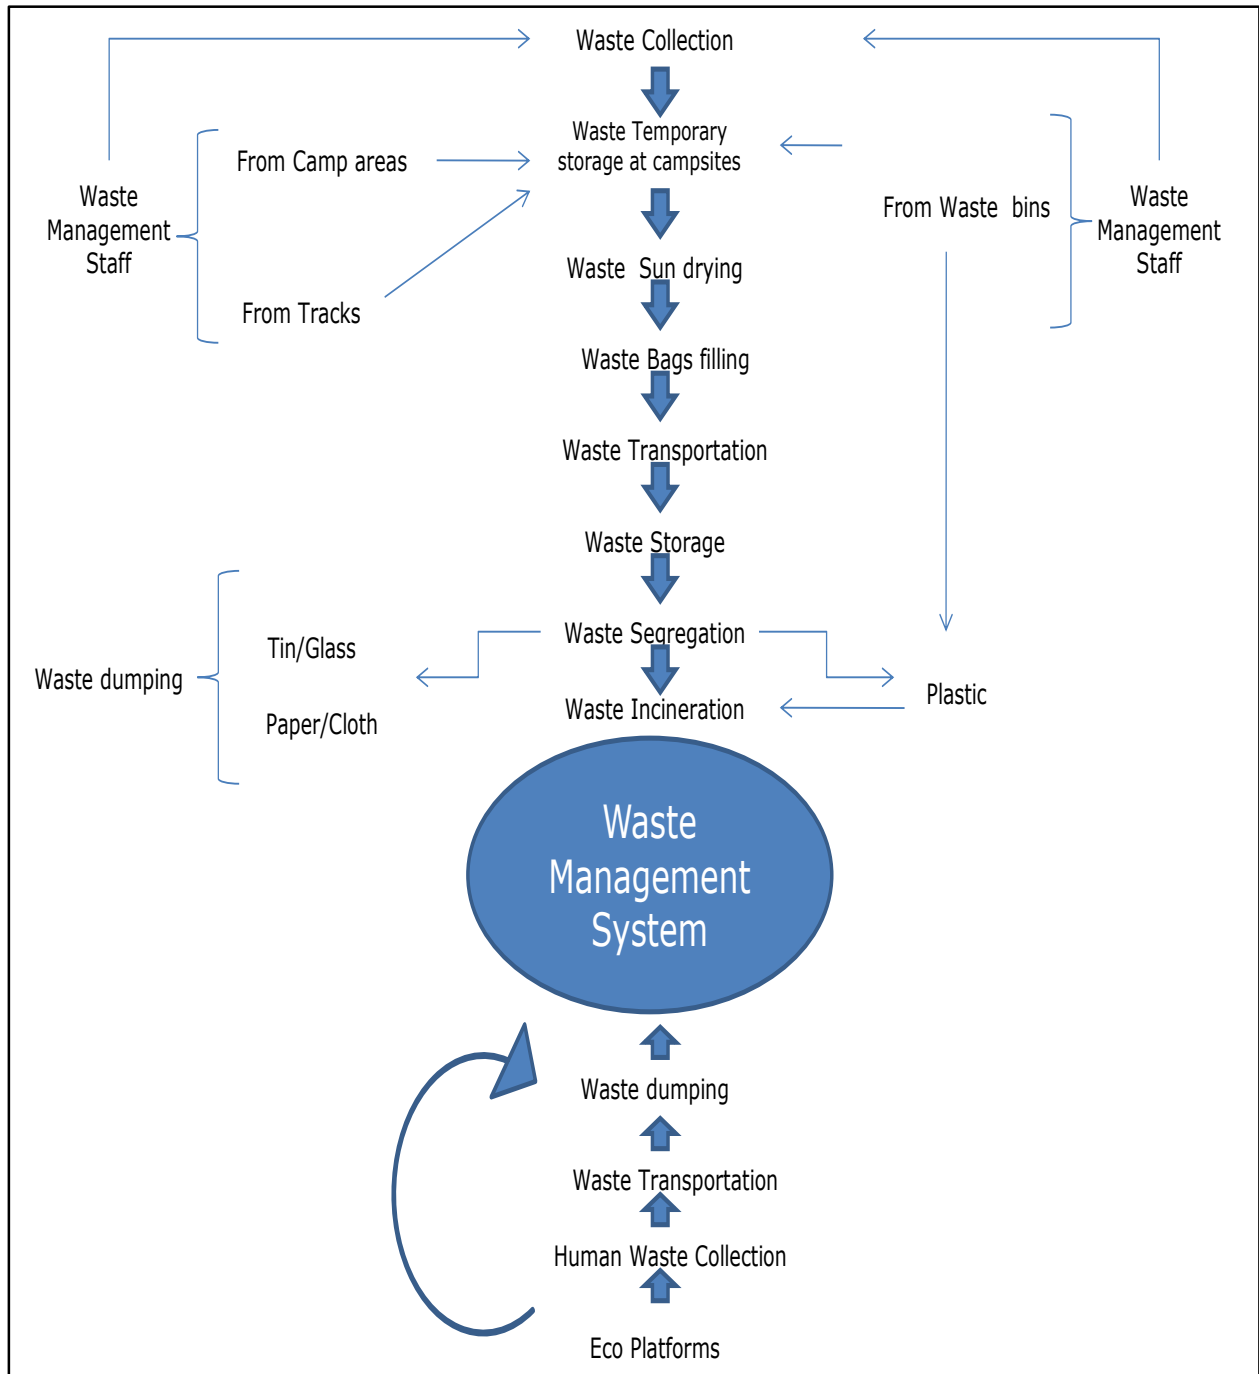 Waste Collection
Waste Temporary
storage at campsites
From Camp areas
Waste
Management
Staff
From Waste bins
Waste
Management
Staff
Waste Sun drying
From Tracks
Waste Bags filling
Waste Transportation
Waste Storage
Waste Segregation
Tin/Glass
Waste dumping
Plastic
Paper/Cloth
Waste Incineration
Waste
Management
System
Waste dumping
Waste Transportation
Human Waste Collection
Eco Platforms